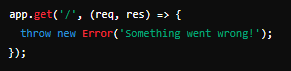 app.get('/', (req, res) => {
  throw new Error('Something went wrong!');
});